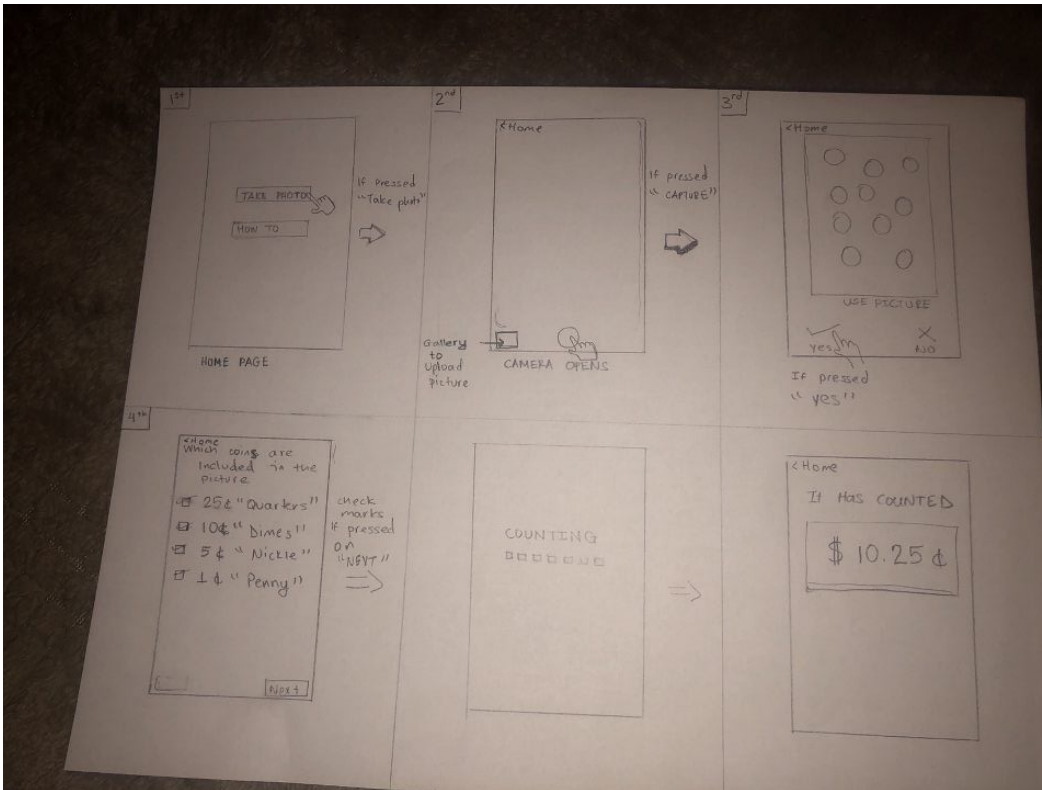 1st
TAKE PHOTO
HOW TO
HOME PAGE
If Pressed
"Take photo"
2nd
<Home
Gallery
to
upload
picture
CAMERA OPENS
If pressed
"CAPTURE"
3rd
<Home
USE PICTURE
yes
NO
If pressed
"yes"
4th
<Home
Which coins are
Included in the
picture
25¢ "Quarters"
10¢ "Dimes"
5¢ "Nickle"
1¢ "Penny"
Next
check
marks
If pressed
on
"NEXT"
COUNTING
<Home
It Has COUNTED
$ 10.25 ¢